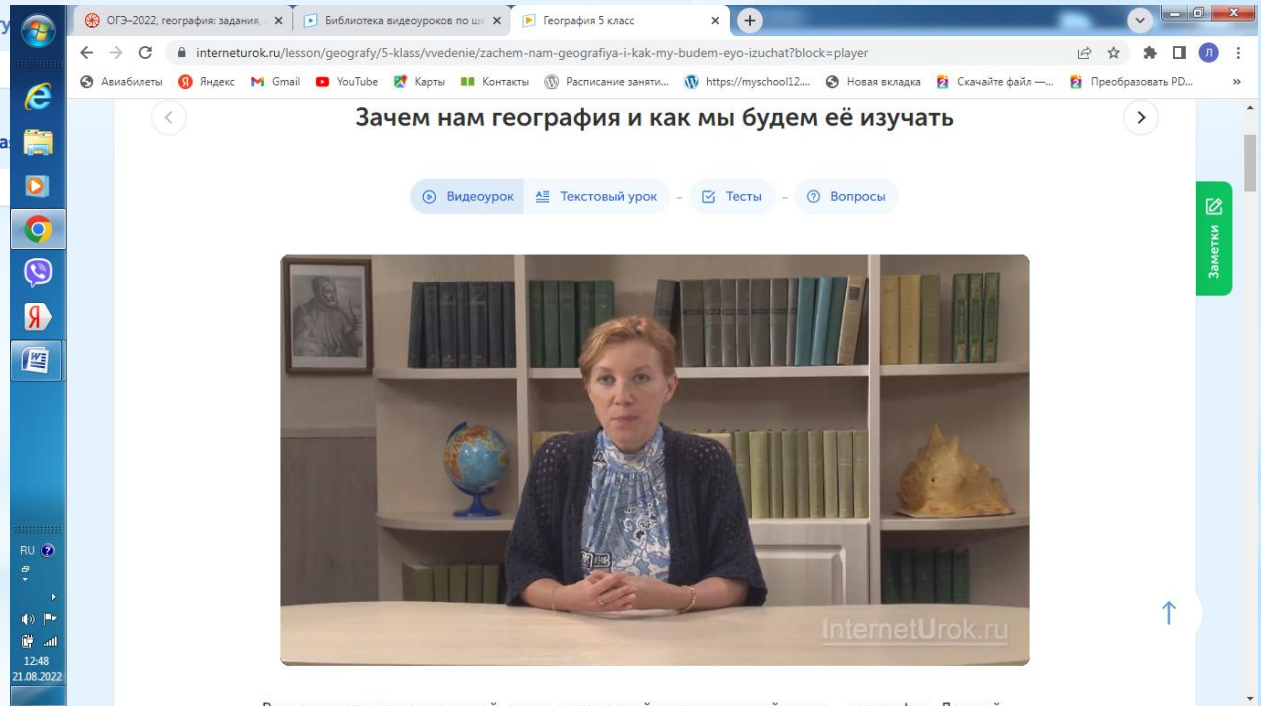 ОГЭ–2022, география: задания,
Библиотека видеоуроков по ш
География 5 класс
interneturok.ru/lesson/geografy/5-klass/vvedenie/zachem-nam-geografiya-i-kak-my-budem-evo-izuchat?block=player
Л
Авиабилеты Яндекс Gmail YouTube Карты Контакты Расписание заняти... https://myschool12.... Новая вкладка Скачайте файл —... Преобразовать PD... »
Зачем нам география и как мы будем её изучать
Видеоурок Текстовый урок – Тесты – Вопросы
Заметки
InternetUrok.ru
RU
12:48
21.08.2022